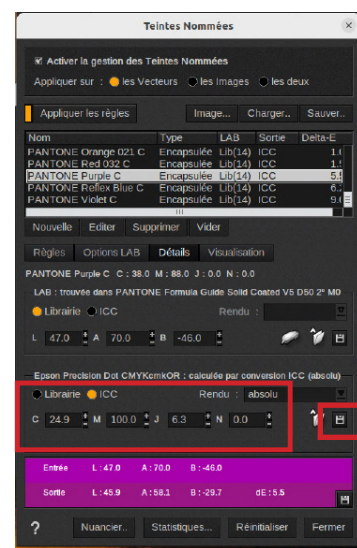 Teintes Nommées
Activer la gestion des Teintes Nommées
Appliquer sur : les Vecteurs les Images les deux
Appliquer les règles Image... Charger.. Sauver..
Nom Type LAB Sortie Delta-E
PANTONE Orange 021 C Encapsulée Lib(14) ICC
PANTONE Red 032 C Encapsulée Lib(14) ICC
PANTONE Purple C Encapsulée Lib(14) ICC
PANTONE Reflex Blue C Encapsulée Lib(14) ICC
PANTONE Violet C Encapsulée Lib(14) ICC
Nouvelle Editer Supprimer Vider
Règles Options LAB Détails Visualisation
PANTONE Purple C C : 38.0 M : 88.0 J : 0.0 N : 0.0
LAB : trouvée dans PANTONE Formula Guide Solid Coated V5 D50 2° M0
Librairie ICC Rendu :
L 47.0 A 70.0 B -46.0
Epson Precision Dot CMYKcmkOR : calculée par conversion ICC (absolu)
Librairie ICC Rendu : absolu
C 24.9 M 100.0 J 6.3 N 0.0
Entrée L : 47.0 A : 70.0 B : -46.0
Sortie L : 45.9 A : 58.1 B : -29.7 dE : 5.5
? Nuancier.. Statistiques... Réinitialiser Fermer